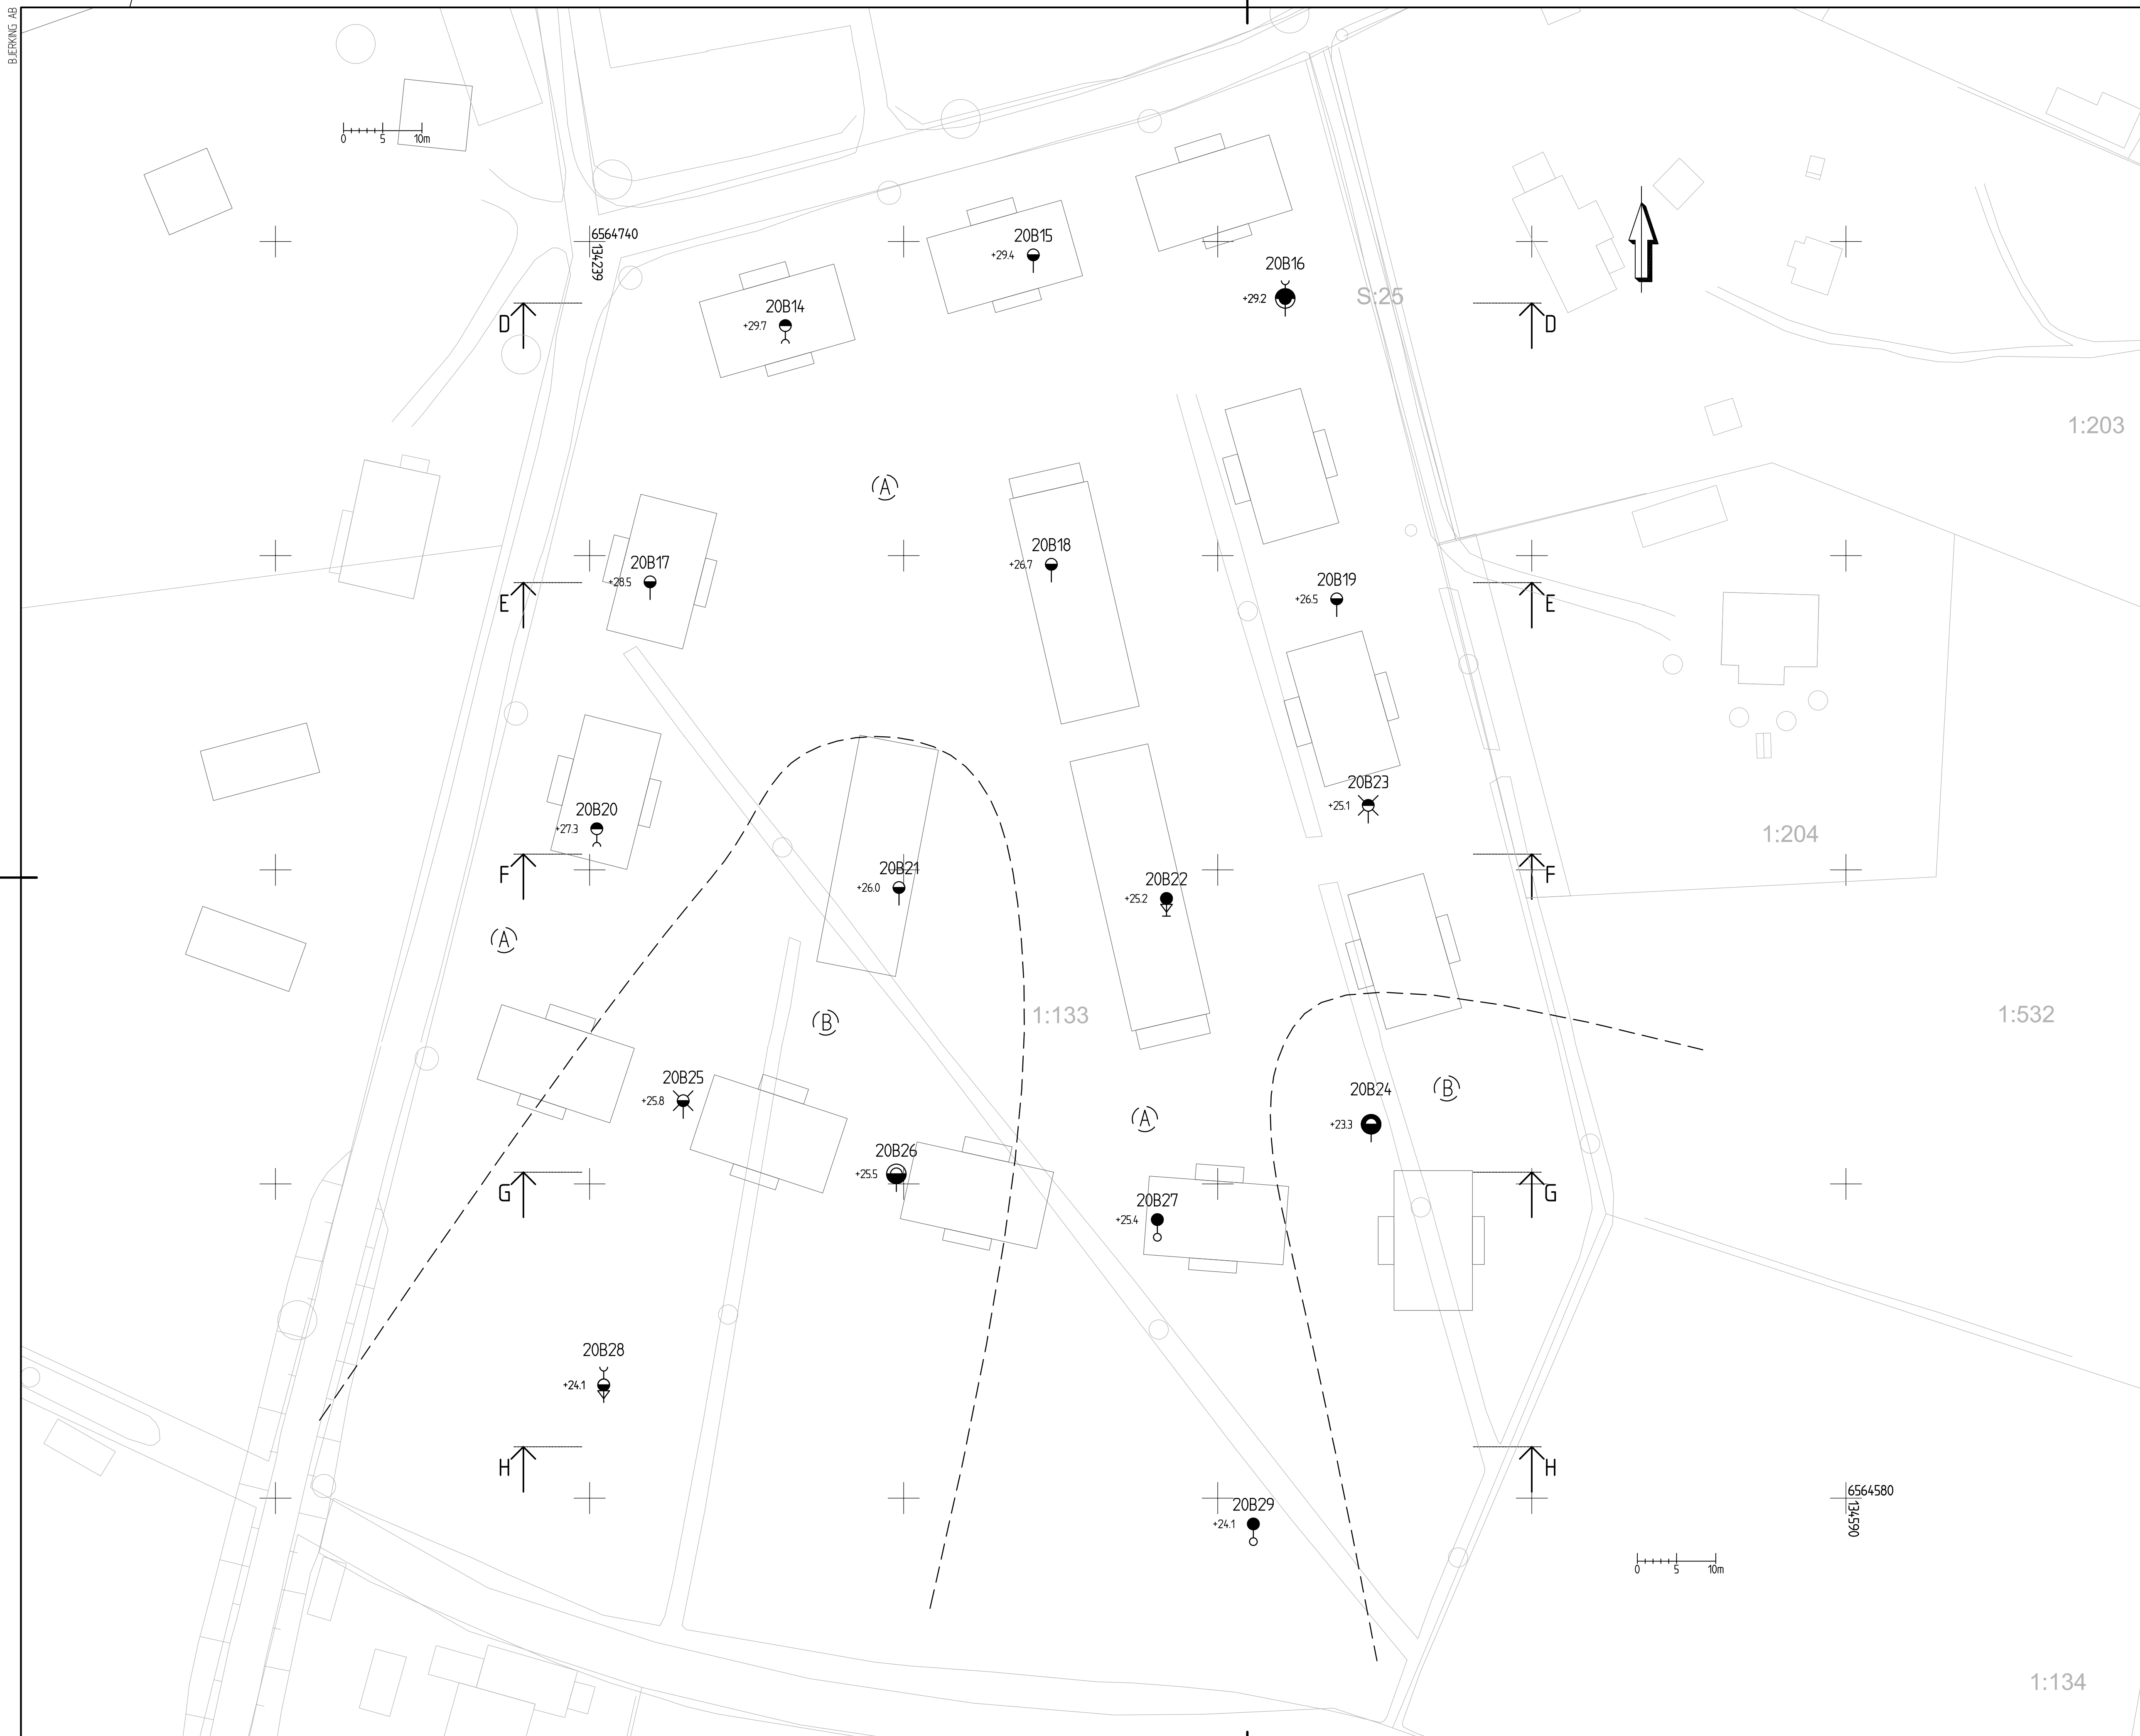 BJERKING AB
0 5 10m
6564740
134239
20B15
+29.4
20B16
+29.2
S:25
20B14
+29.7
D
D
1:203
A
20B17
+28.5
20B18
+26.7
20B19
+26.5
E
E
20B20
+27.3
20B23
+25.1
1:204
F
F
20B21
+26.0
20B22
+25.2
A
B
1:133
1:532
20B25
+25.8
A
20B24
+23.3
B
20B26
+25.5
G
G
20B27
+25.4
20B28
+24.1
H
H
20B29
+24.1
6564580
134590
0 5 10m
1:134